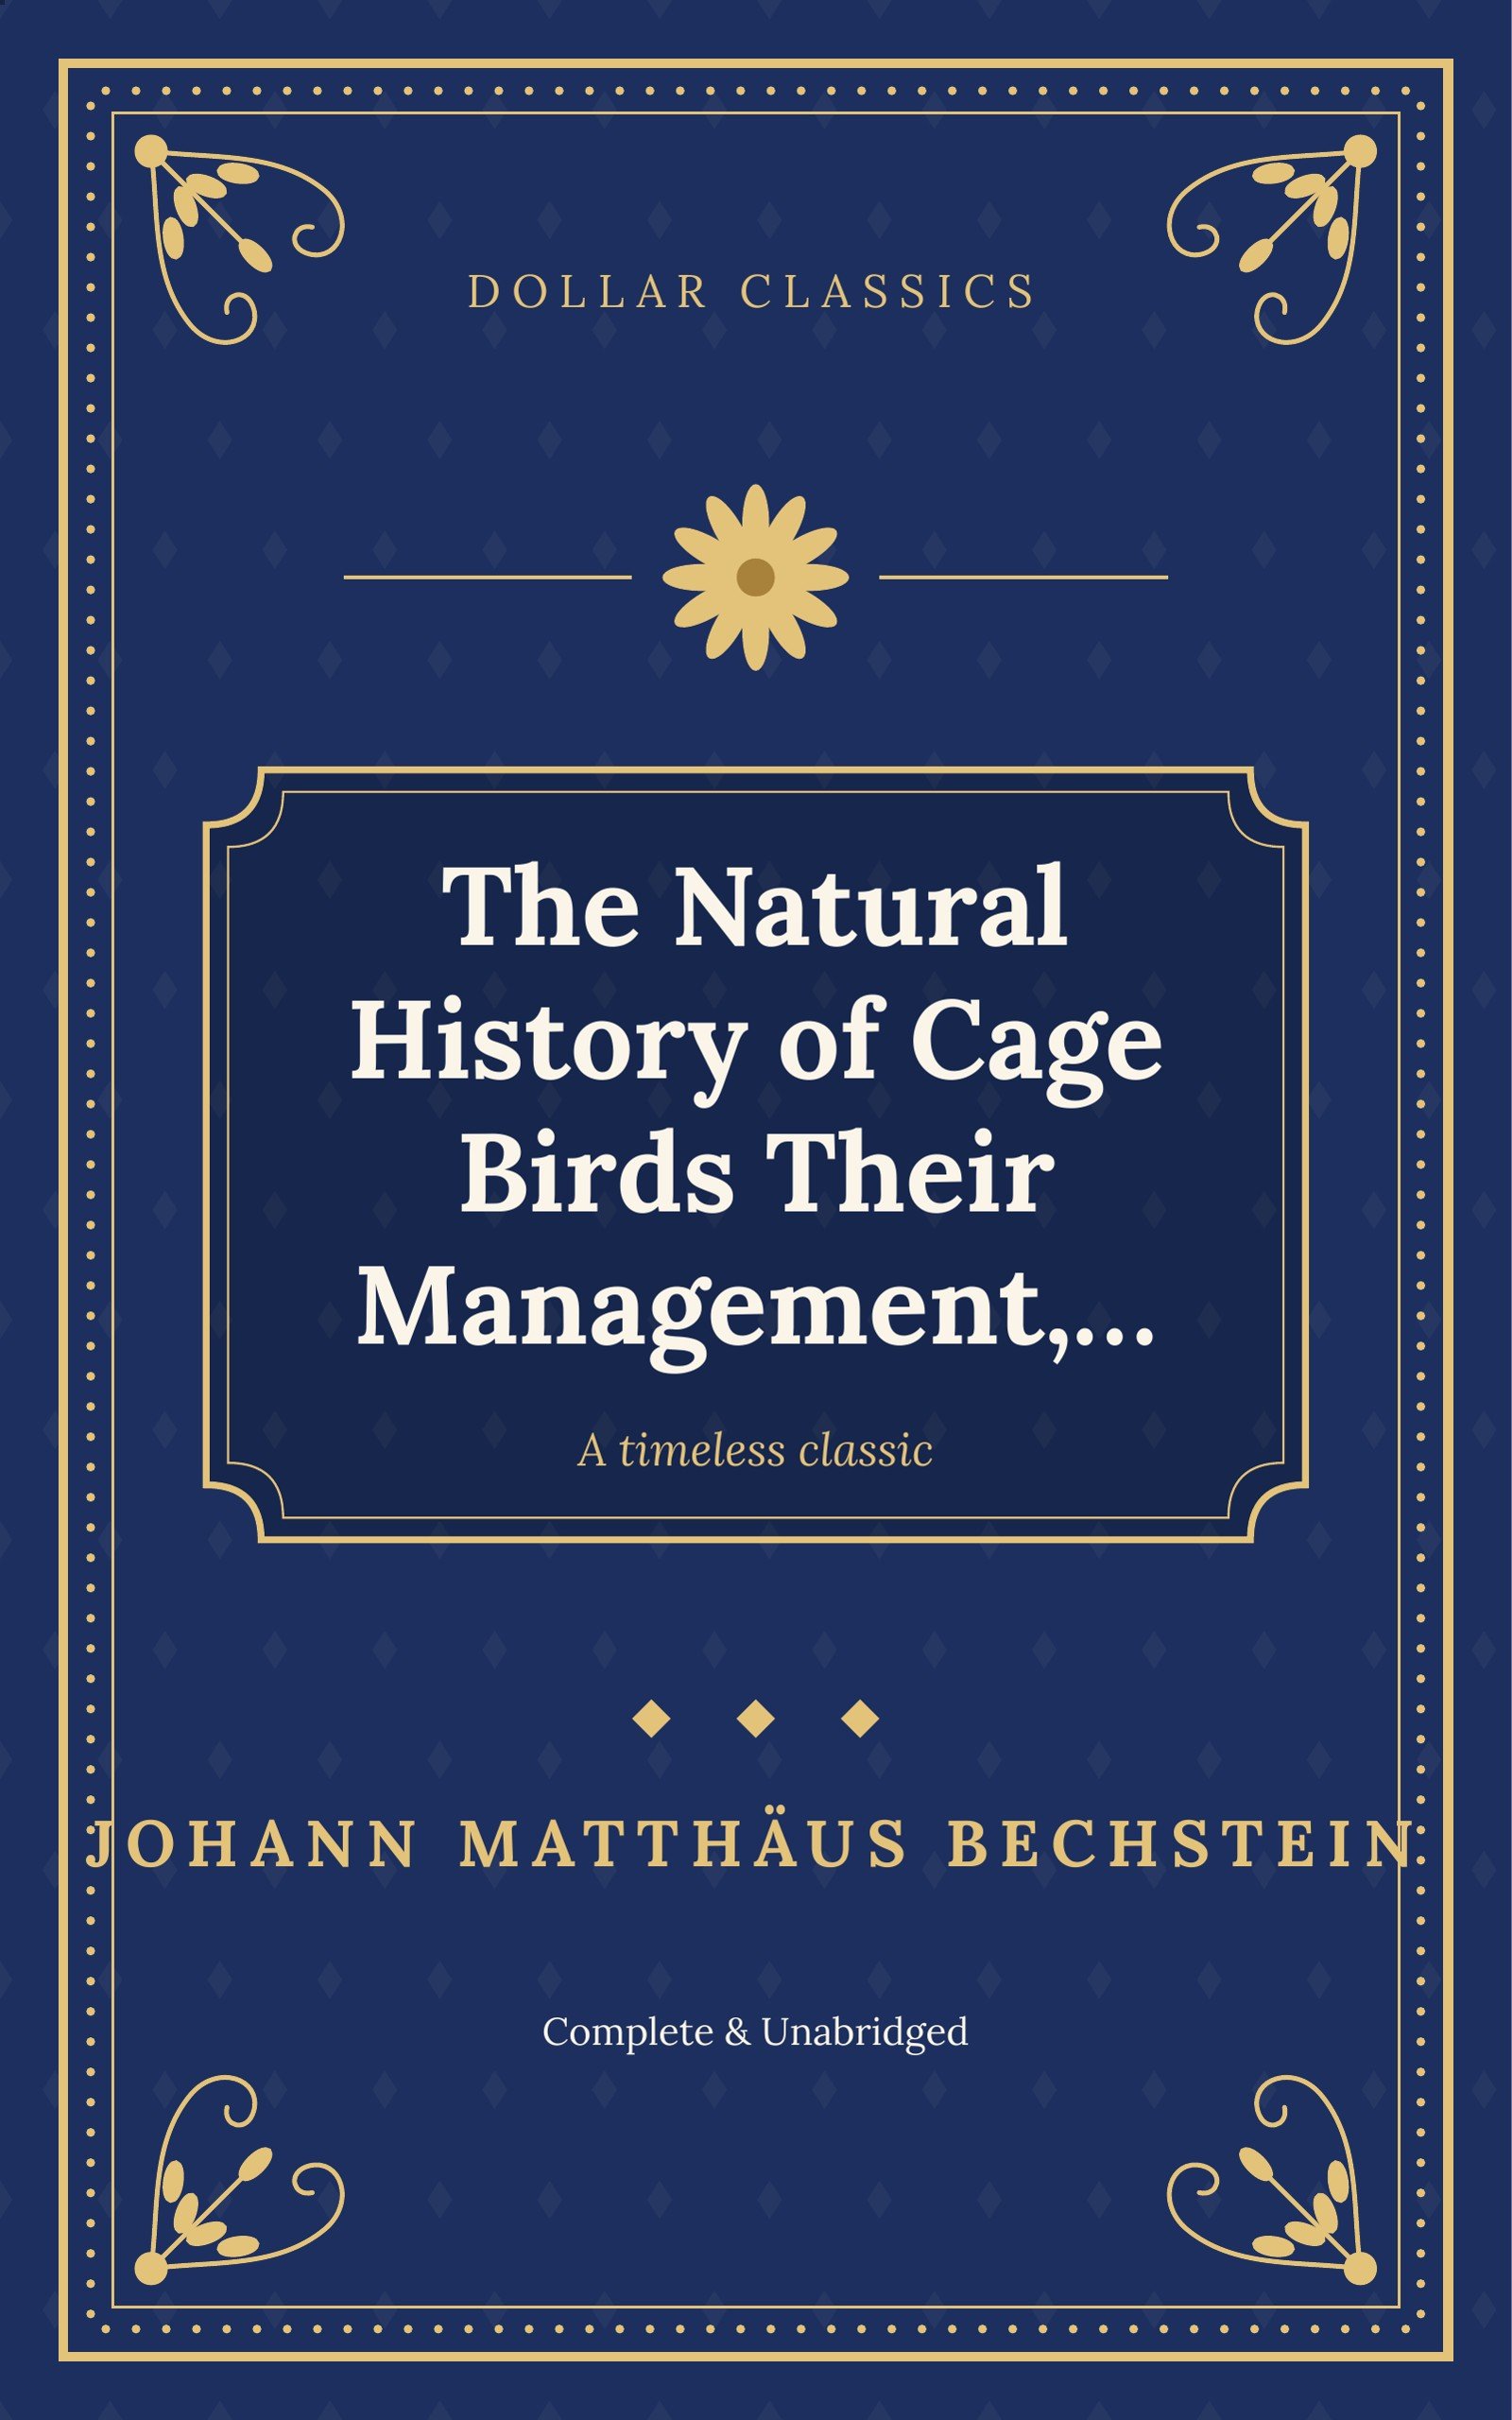 DOLLAR CLASSICS
The Natural
History of Cage
Birds Their
Management,...
A timeless classic
JOHANN MATTHÄUS BECHSTEIN
Complete & Unabridged